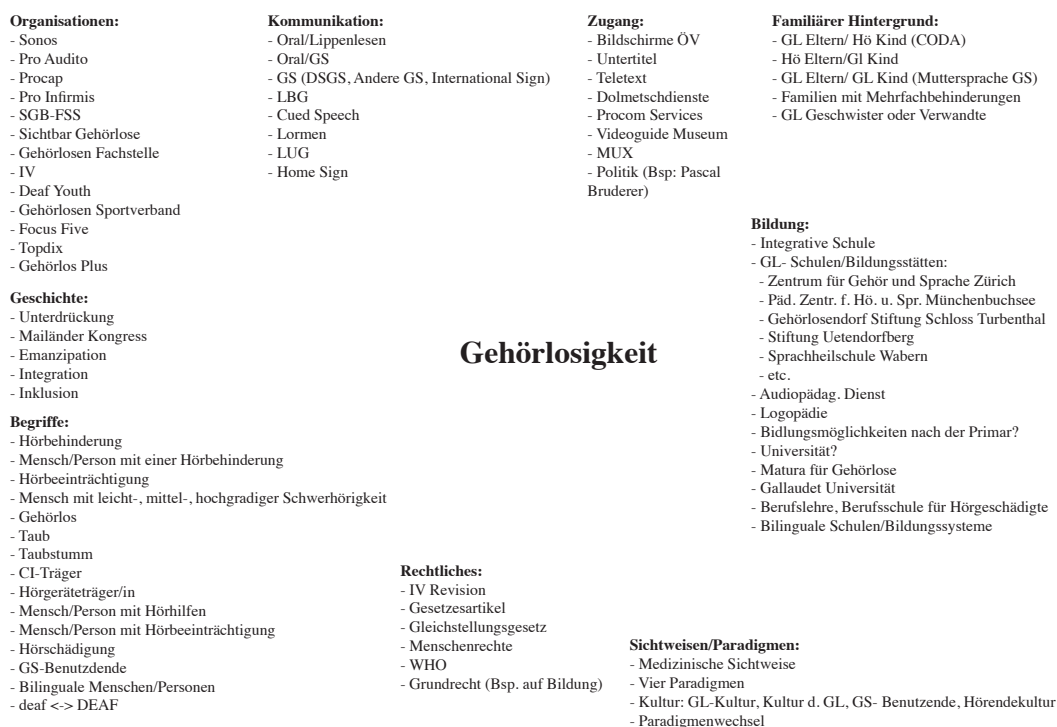 Organisationen:
- Sonos
- Pro Audito
- Procap
- Pro Infirmis
- SGB-FSS
- Sichtbar Gehörlose
- Gehörlosen Fachstelle
- IV
- Deaf Youth
- Gehörlosen Sportverband
- Focus Five
- Topdix
- Gehörlos Plus
Kommunikation:
- Oral/Lippenlesen
- Oral/GS
- GS (DSGS, Andere GS, International Sign)
- LBG
- Cued Speech
- Lormen
- LUG
- Home Sign
Zugang:
- Bildschirme ÖV
- Untertitel
- Teletext
- Dolmetschdienste
- Procom Services
- Videoguide Museum
- MUX
- Politik (Bsp: Pascal
Bruderer)
Familiärer Hintergrund:
- GL Eltern/ Hö Kind (CODA)
- Hö Eltern/Gl Kind
- GL Eltern/ GL Kind (Muttersprache GS)
- Familien mit Mehrfachbehinderungen
- GL Geschwister oder Verwandte
Geschichte:
- Unterdrückung
- Mailänder Kongress
- Emanzipation
- Integration
- Inklusion
Gehörlosigkeit
Bildung:
- Integrative Schule
- GL- Schulen/Bildungsstätten:
- Zentrum für Gehör und Sprache Zürich
- Päd. Zentr. f. Hö. u. Spr. Münchenbuchsee
- Gehörlosendorf Stiftung Schloss Turbenthal
- Stiftung Uetendorfberg
- Sprachheilschule Wabern
- etc.
- Audiopädag. Dienst
- Logopädie
- Bidlungsmöglichkeiten nach der Primar?
- Universität?
- Matura für Gehörlose
- Gallaudet Universität
- Berufslehre, Berufsschule für Hörgeschädigte
- Bilinguale Schulen/Bildungssysteme
Begriffe:
- Hörbehinderung
- Mensch/Person mit einer Hörbehinderung
- Hörbeeinträchtigung
- Mensch mit leicht-, mittel-, hochgradiger Schwerhörigkeit
- Gehörlos
- Taub
- Taubstumm
- CI-Träger
- Hörgeräteträger/in
- Mensch/Person mit Hörhilfen
- Mensch/Person mit Hörbeeinträchtigung
- Hörschädigung
- GS-Benutzdende
- Bilinguale Menschen/Personen
- deaf <-> DEAF
Rechtliches:
- IV Revision
- Gesetzesartikel
- Gleichstellungsgesetz
- Menschenrechte
- WHO
- Grundrecht (Bsp. auf Bildung)
Sichtweisen/Paradigmen:
- Medizinische Sichtweise
- Vier Paradigmen
- Kultur: GL-Kultur, Kultur d. GL, GS- Benutzende, Hörendekultur
- Paradigmenwechsel